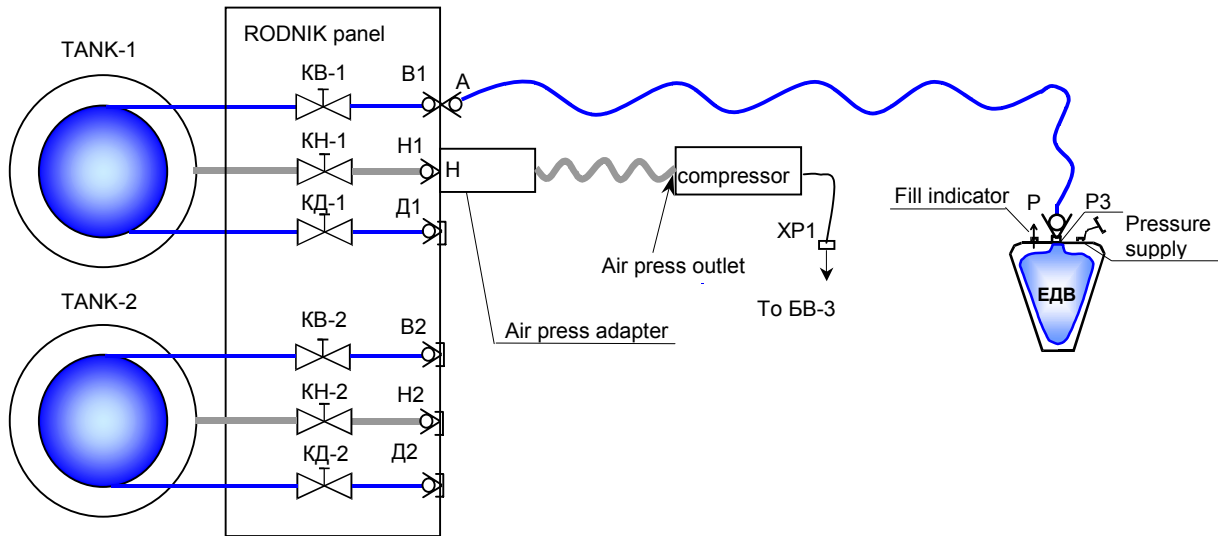 RODNIK panel
TANK-1
КВ-1
В1
А
КН-1
Н1
Н
compressor
КД-1
Д1
Fill indicator
Р
Р3
ХР1
Pressure
supply
Air press outlet
ЕДВ
TANK-2
То БВ-3
КВ-2
В2
Air press adapter
КН-2
Н2
КД-2
Д2